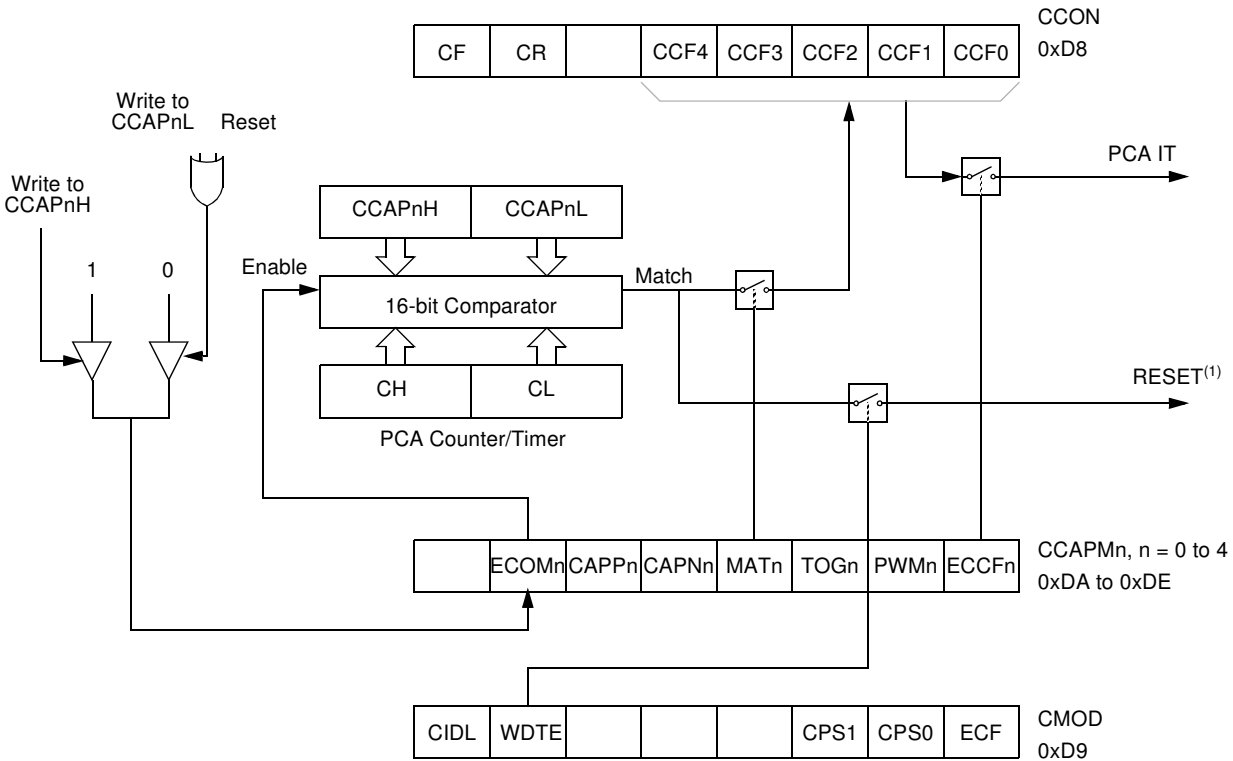 CCON
CF CR CCF4 CCF3 CCF2 CCF1 CCF0
0xD8
Write to
CCAPnL Reset
PCA IT
Write to
CCAPnH
CCAPnH CCAPnL
1 0 Enable
Match
16-bit Comparator
CH CL
RESET(1)
PCA Counter/Timer
ECOMn CAPPn CAPNn MATn TOGn PWMn ECCFn
CCAPMn, n = 0 to 4
0xDA to 0xDE
CIDL WDTE CPS1 CPS0 ECF
CMOD
0xD9